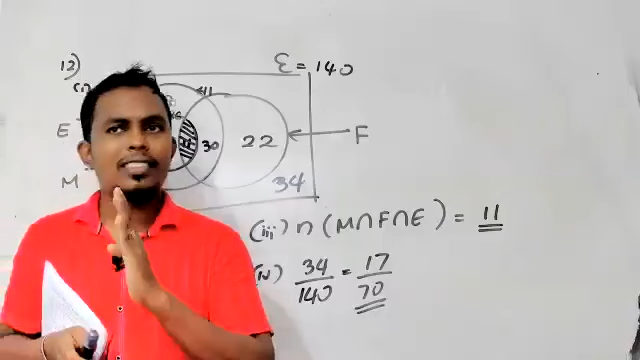 12) ℰ = 140
(i)
11
E
30 22 F
M 34
(iii) n (M∩F∩E) = 11
(iv) 34/140 = 17/70